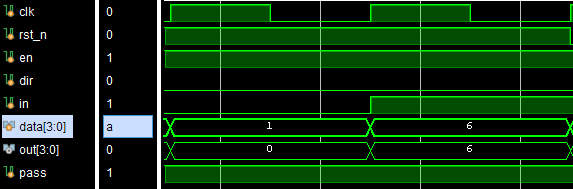 clk 0
rst_n 0
en 1
dir 0
in 1
data[3:0] a 1 6
out[3:0] 0 0 6
pass 1